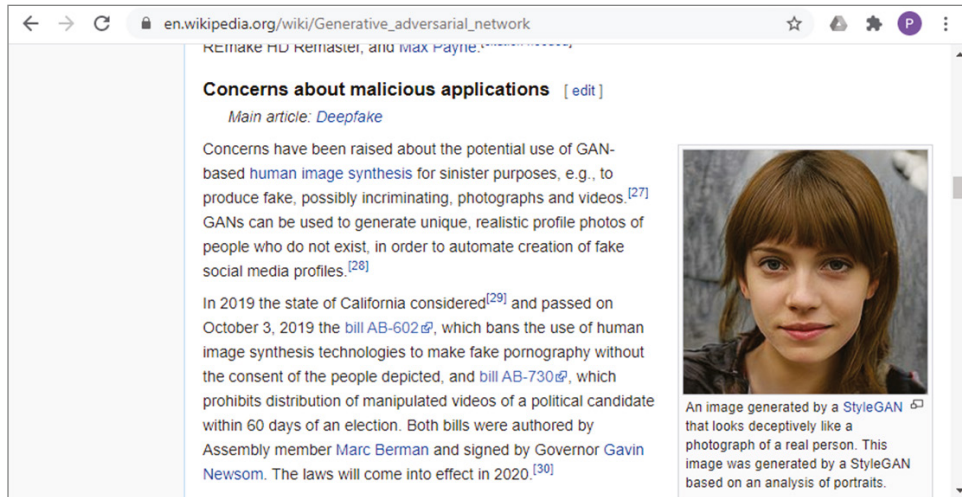 en.wikipedia.org/wiki/Generative_adversarial_network
P
REmake HD Remaster, and Max Payne.[citation needed]
Concerns about malicious applications [ edit ]
Main article: Deepfake
Concerns have been raised about the potential use of GAN-
based human image synthesis for sinister purposes, e.g., to
produce fake, possibly incriminating, photographs and videos.[27]
GANs can be used to generate unique, realistic profile photos of
people who do not exist, in order to automate creation of fake
social media profiles.[28]
In 2019 the state of California considered[29] and passed on
October 3, 2019 the bill AB-602, which bans the use of human
image synthesis technologies to make fake pornography without
the consent of the people depicted, and bill AB-730, which
prohibits distribution of manipulated videos of a political candidate
within 60 days of an election. Both bills were authored by
Assembly member Marc Berman and signed by Governor Gavin
Newsom. The laws will come into effect in 2020.[30]
An image generated by a StyleGAN
that looks deceptively like a
photograph of a real person. This
image was generated by a StyleGAN
based on an analysis of portraits.